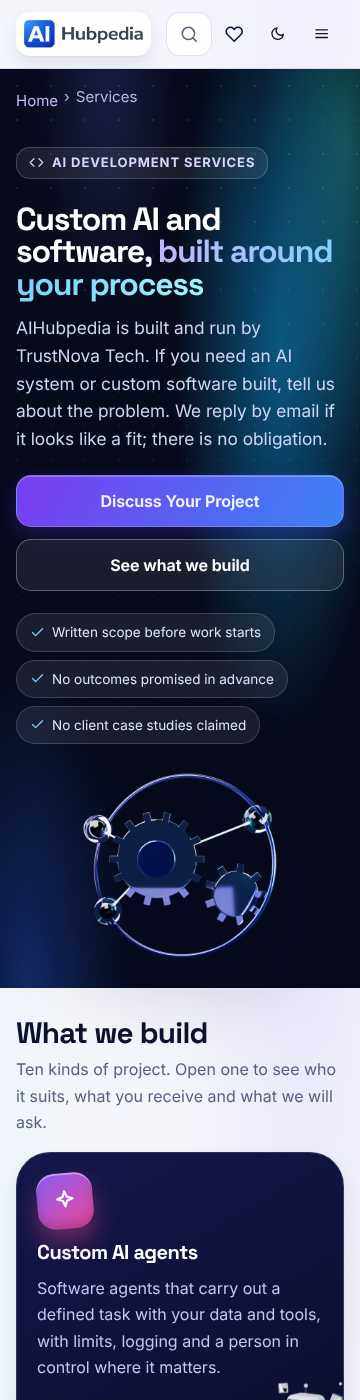 AI Hubpedia
Home › Services
AI DEVELOPMENT SERVICES
Custom AI and
software, built around
your process
AIHubpedia is built and run by
TrustNova Tech. If you need an AI
system or custom software built, tell us
about the problem. We reply by email if
it looks like a fit; there is no obligation.
Discuss Your Project
See what we build
Written scope before work starts
No outcomes promised in advance
No client case studies claimed
What we build
Ten kinds of project. Open one to see who
it suits, what you receive and what we will
ask.
Custom AI agents
Software agents that carry out a
defined task with your data and tools,
with limits, logging and a person in
control where it matters.